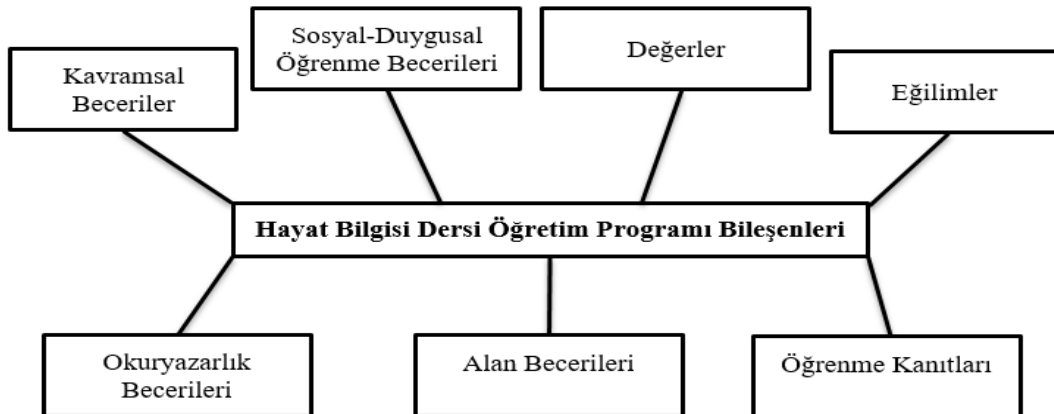 Kavramsal
Beceriler
Sosyal-Duygusal
Öğrenme Becerileri
Değerler
Eğilimler
Hayat Bilgisi Dersi Öğretim Programı Bileşenleri
Okuryazarlık
Becerileri
Alan Becerileri
Öğrenme Kanıtları